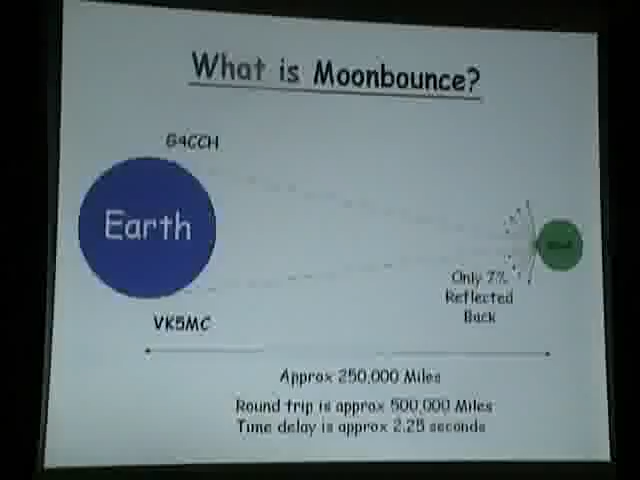 What is Moonbounce?
G4CCH
Earth
Only 7%
Reflected
Back
VK5MC
Approx 250,000 Miles
Round trip is approx 500,000 Miles
Time delay is approx 2.25 seconds